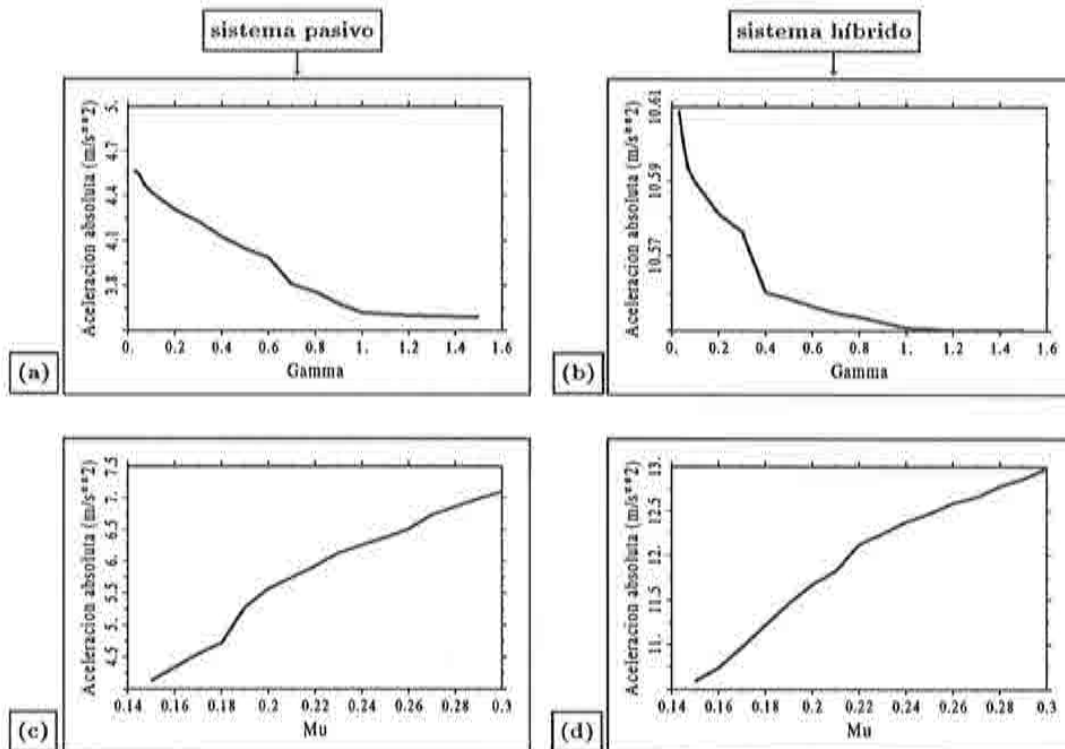 sistema pasivo
sistema híbrido
Aceleracion absoluta (m/s**2)
5.
4.7
4.4
4.1
3.8
0. 0.2 0.4 0.6 0.8 1. 1.2 1.4 1.6
Gamma
(a)
Aceleracion absoluta (m/s**2)
10.61
10.59
10.57
0. 0.2 0.4 0.6 0.8 1. 1.2 1.4 1.6
Gamma
(b)
Aceleracion absoluta (m/s**2)
7.5
7.
6.5
6.
5.5
5.
4.5
0.14 0.16 0.18 0.2 0.22 0.24 0.26 0.28 0.3
Mu
(c)
Aceleracion absoluta (m/s**2)
13.
12.5
12.
11.5
11.
0.14 0.16 0.18 0.2 0.22 0.24 0.26 0.28 0.3
Mu
(d)